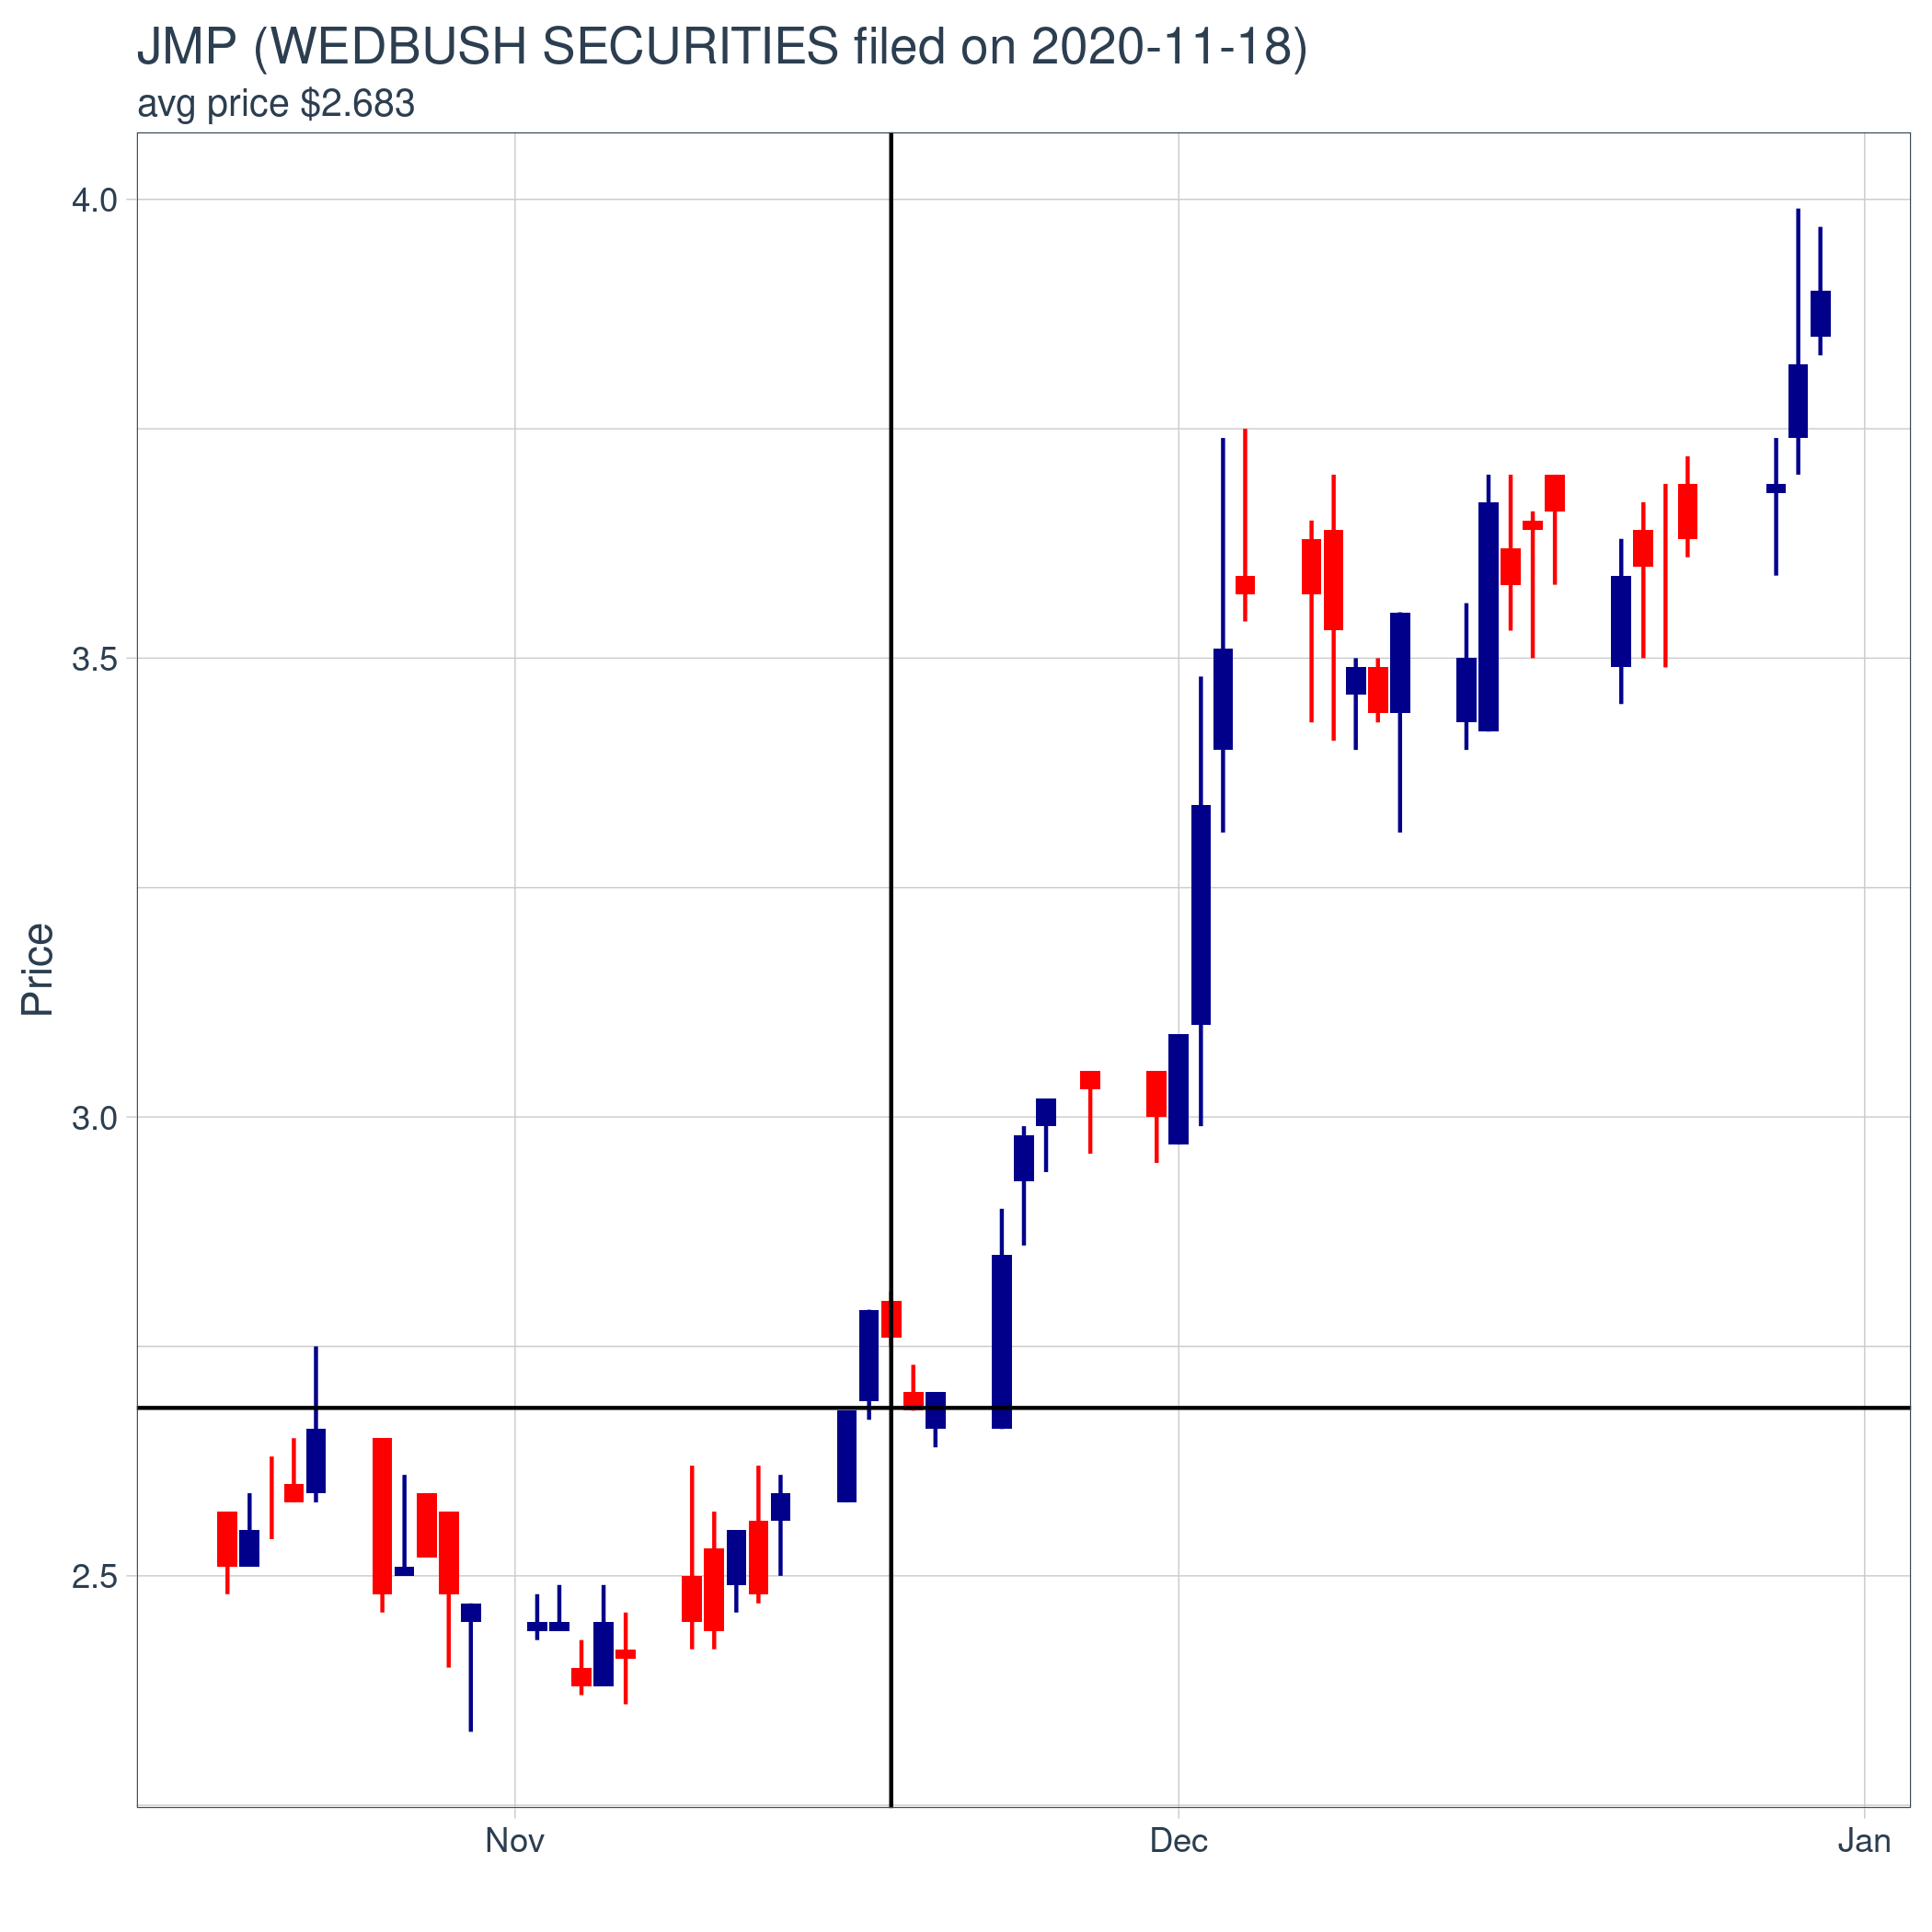 JMP (WEDBUSH SECURITIES filed on 2020-11-18)
avg price $2.683
4.0
3.5
3.0
2.5
Price
Nov Dec Jan